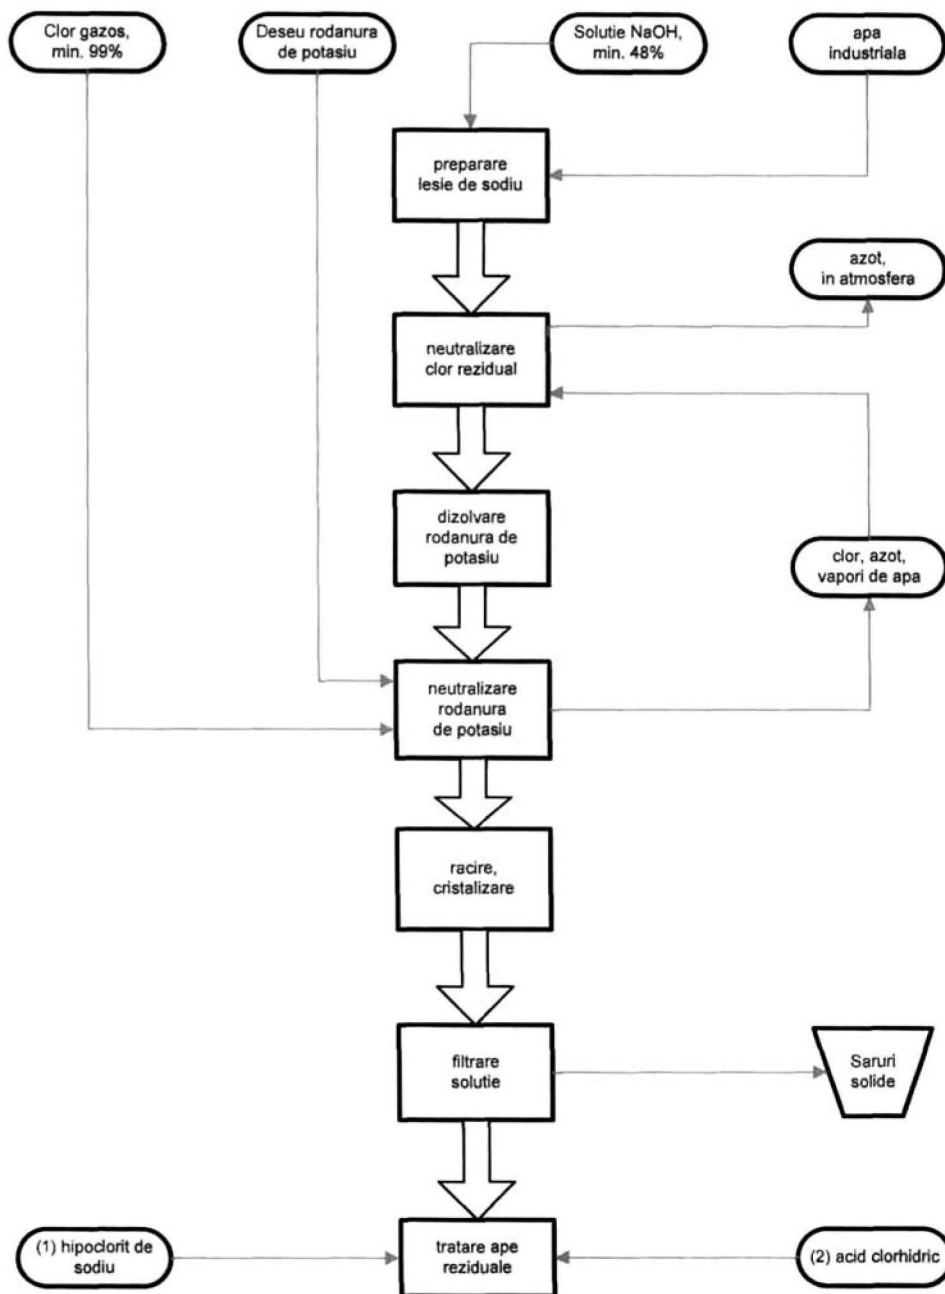 Clor gazos,
min. 99%
Deseu rodanura
de potasiu
Solutie NaOH,
min. 48%
apa
industriala
preparare
lesie de sodiu
azot,
in atmosfera
neutralizare
clor rezidual
dizolvare
rodanura de
potasiu
clor, azot,
vapori de apa
neutralizare
rodanura
de potasiu
racire,
cristalizare
filtrare
solutie
Saruri
solide
(1) hipoclorit de
sodiu
tratare ape
reziduale
(2) acid clorhidric